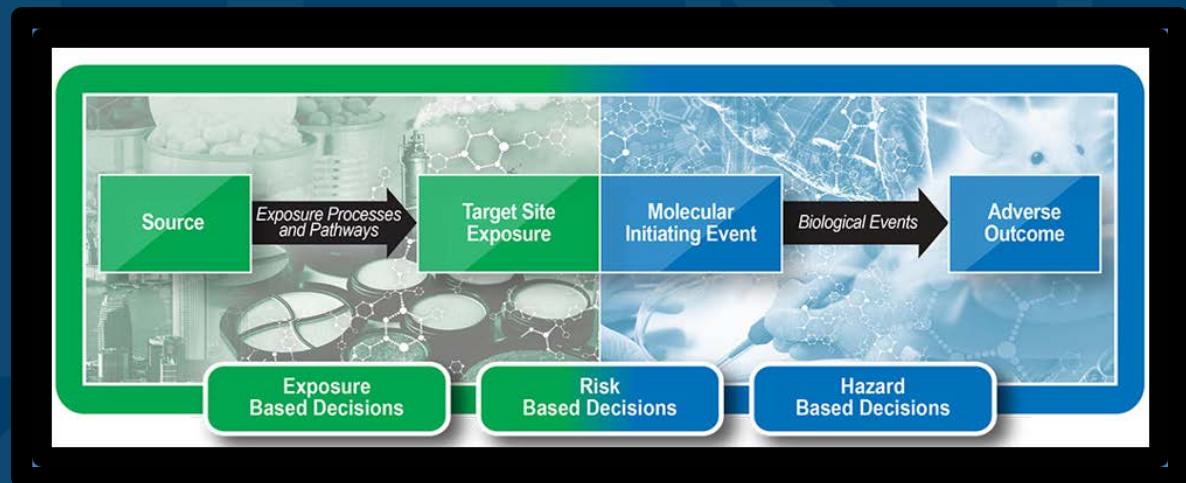 Source
Exposure Processes
and Pathways
Target Site
Exposure
Molecular
Initiating Event
Biological Events
Adverse
Outcome
Exposure
Based Decisions
Risk
Based Decisions
Hazard
Based Decisions